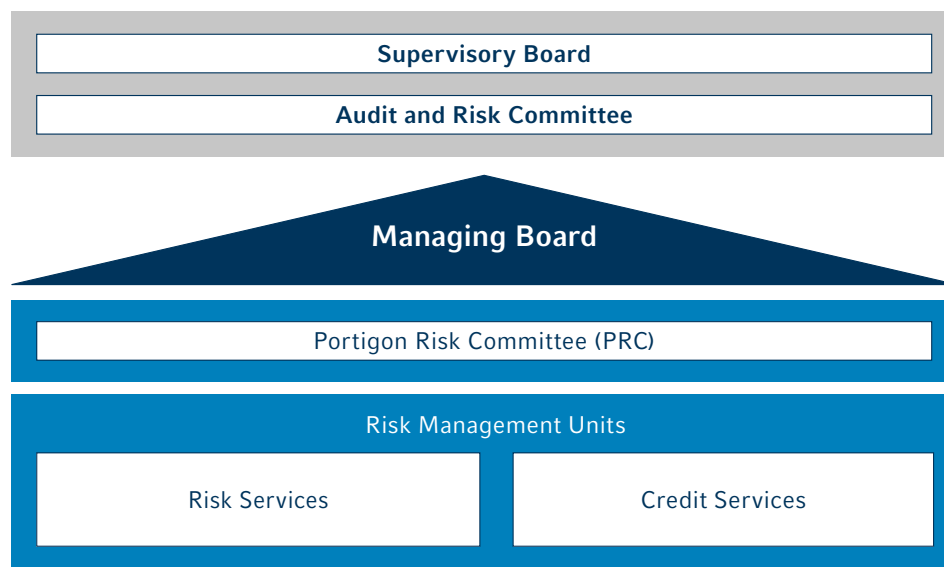 Supervisory Board
Audit and Risk Committee
Managing Board
Portigon Risk Committee (PRC)
Risk Management Units
Risk Services
Credit Services